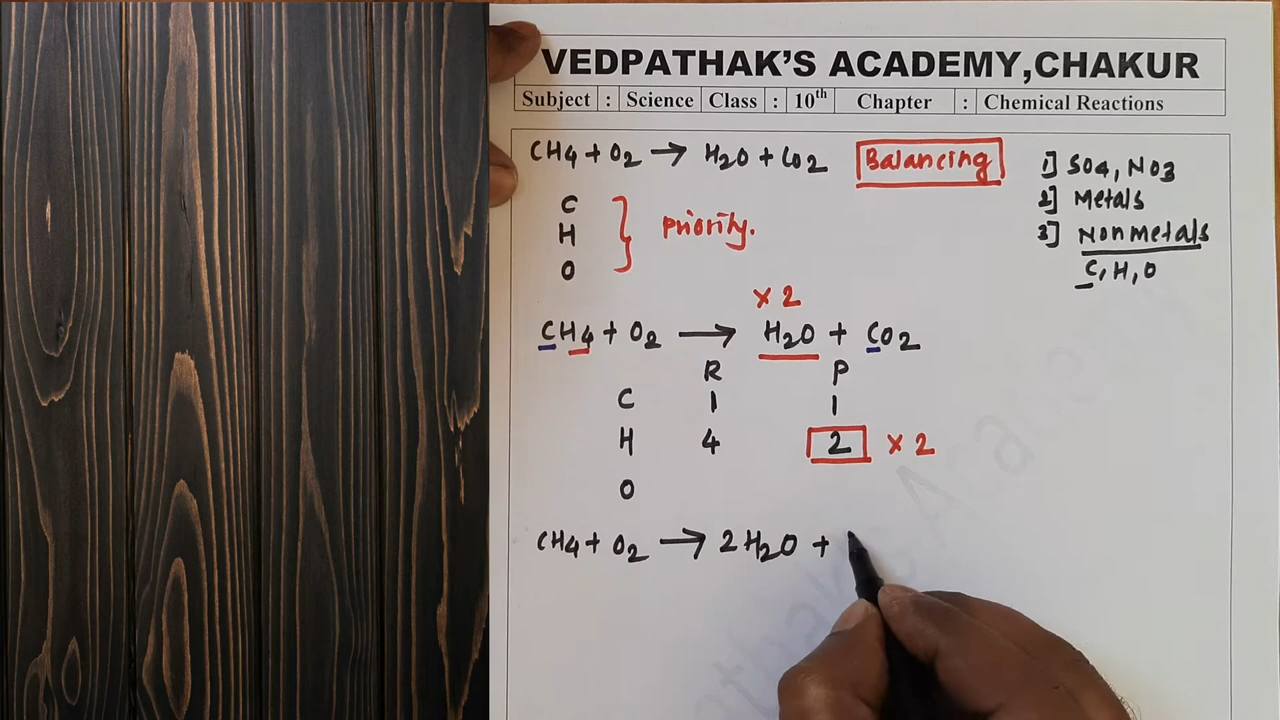 VEDPATHAK'S ACADEMY,CHAKUR
Subject : Science Class : 10th Chapter : Chemical Reactions
CH4 + O2 → H2O + CO2 Balancing
1] SO4, NO3
2] Metals
3] Nonmetals
C, H, O
C
H
O
Priority.
× 2
CH4 + O2 → H2O + CO2
R P
C 1 1
H 4 2 × 2
O
CH4 + O2 → 2H2O +